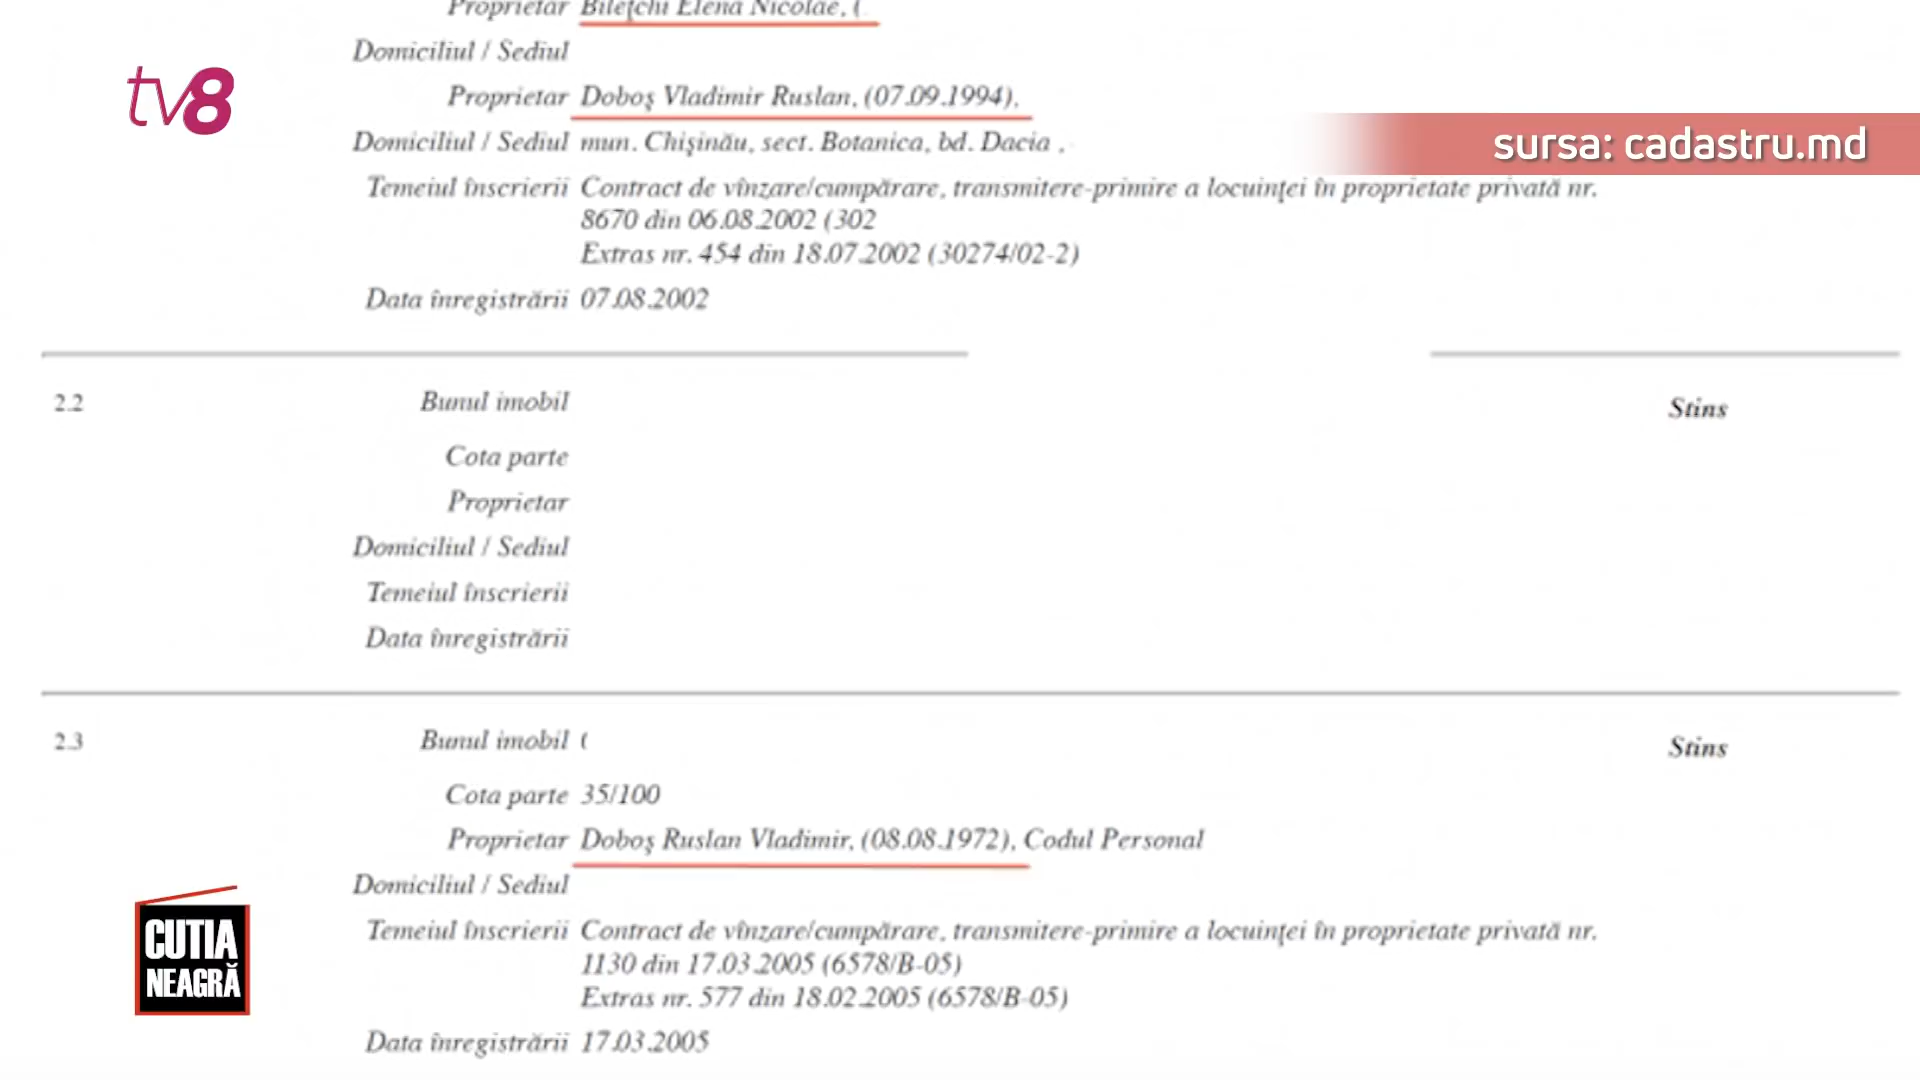 Proprietar Bilețchi Elena Nicolae, (
Domiciliul / Sediul
tv8
Proprietar Doboş Vladimir Ruslan, (07.09.1994),
sursa: cadastru.md
Domiciliul / Sediul mun. Chişinău, sect. Botanica, bd. Dacia ,
Temeiul înscrierii Contract de vînzare/cumpărare, transmitere-primire a locuinţei în proprietate privată nr.
8670 din 06.08.2002 (302
Extras nr. 454 din 18.07.2002 (30274/02-2)
Data înregistrării 07.08.2002
2.2 Bunul imobil Stins
Cota parte
Proprietar
Domiciliul / Sediul
Temeiul înscrierii
Data înregistrării
2.3 Bunul imobil ( Stins
Cota parte 35/100
Proprietar Doboş Ruslan Vladimir, (08.08.1972), Codul Personal
Domiciliul / Sediul
Temeiul înscrierii Contract de vînzare/cumpărare, transmitere-primire a locuinţei în proprietate privată nr.
1130 din 17.03.2005 (6578/B-05)
Extras nr. 577 din 18.02.2005 (6578/B-05)
Data înregistrării 17.03.2005
CUTIA
NEAGRĂ